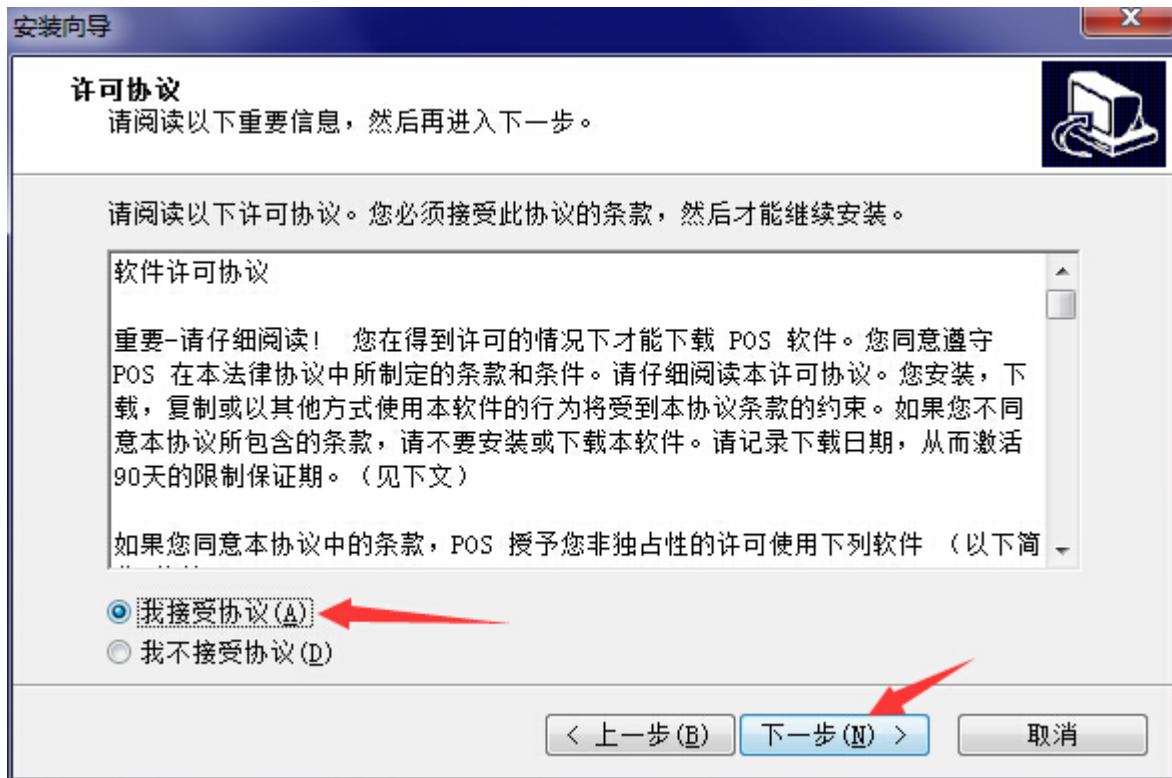 安装向导
许可协议
请阅读以下重要信息，然后再进入下一步。
请阅读以下许可协议。您必须接受此协议的条款，然后才能继续安装。
软件许可协议
重要-请仔细阅读！ 您在得到许可的情况下才能下载 POS 软件。您同意遵守
POS 在本法律协议中所制定的条款和条件。请仔细阅读本许可协议。您安装，下
载，复制或以其他方式使用本软件的行为将受到本协议条款的约束。如果您不同
意本协议所包含的条款，请不要安装或下载本软件。请记录下载日期，从而激活
90天的限制保证期。（见下文）
如果您同意本协议中的条款，POS 授予您非独占性的许可使用下列软件 （以下简
我接受协议(A)
我不接受协议(D)
< 上一步(B)
下一步(N) >
取消